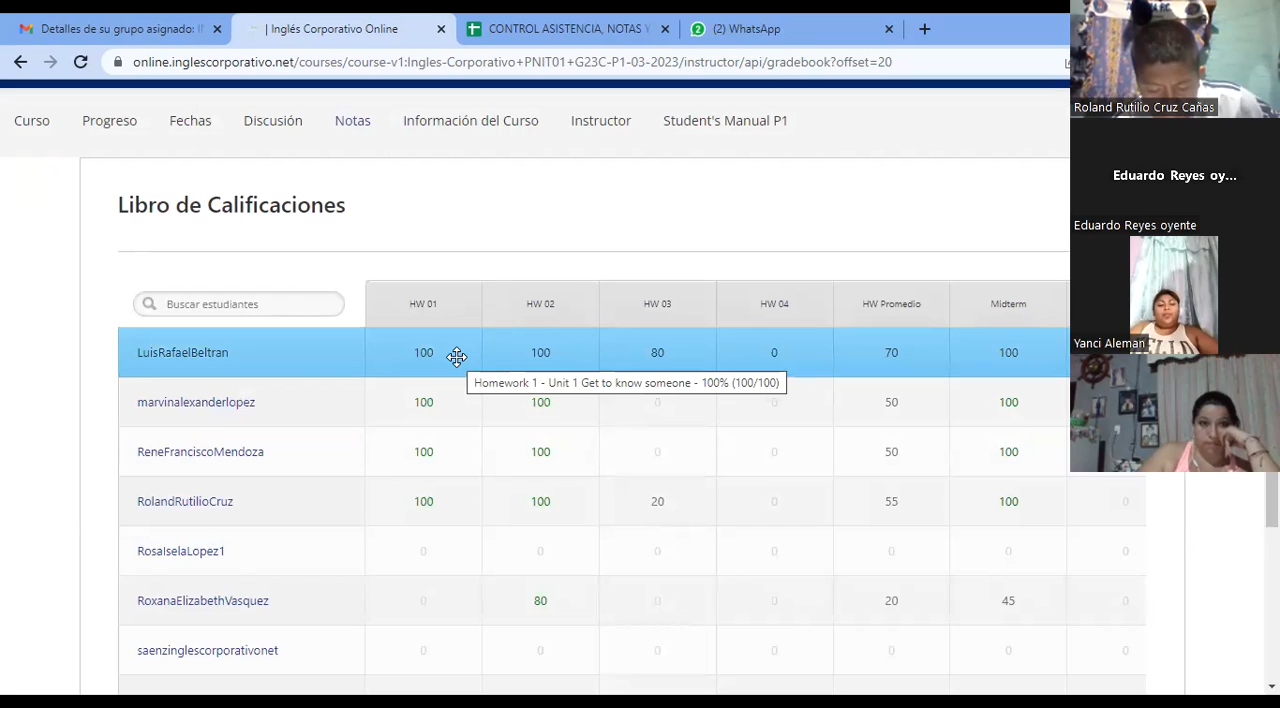 Detalles de su grupo asignado: I
| Inglés Corporativo Online
CONTROL ASISTENCIA, NOTAS Y
(2) WhatsApp
online.inglescorporativo.net/courses/course-v1:Ingles-Corporativo+PNIT01+G23C-P1-03-2023/instructor/api/gradebook?offset=20
Curso Progreso Fechas Discusión Notas Información del Curso Instructor Student's Manual P1
Libro de Calificaciones
Buscar estudiantes HW 01 HW 02 HW 03 HW 04 HW Promedio Midterm
LuisRafaelBeltran 100 100 80 0 70 100
Homework 1 - Unit 1 Get to know someone - 100% (100/100)
marvinalexanderlopez 100 100 0 0 50 100
ReneFranciscoMendoza 100 100 0 0 50 100
RolandRutilioCruz 100 100 20 0 55 100 0
RosaIselaLopez1 0 0 0 0 0 0 0
RoxanaElizabethVasquez 0 80 0 0 20 45 0
saenzinglescorporativonet 0 0 0 0 0 0 0
Roland Rutilio Cruz Cañas
Eduardo Reyes oy...
Eduardo Reyes oyente
Yanci Aleman